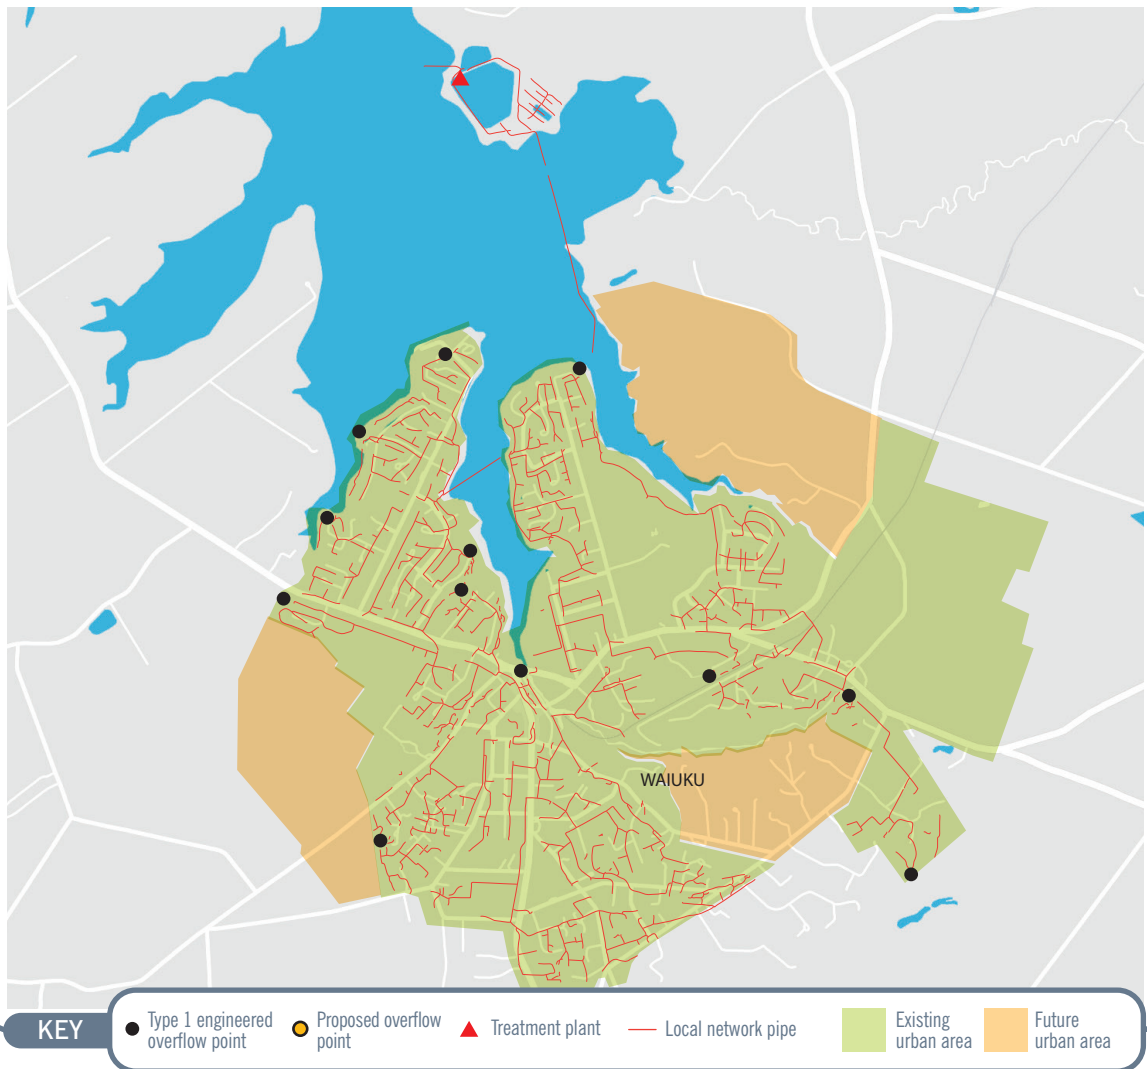 WAIUKU
KEY
Type 1 engineered
overflow point
Proposed overflow
point
Treatment plant
Local network pipe
Existing
urban area
Future
urban area